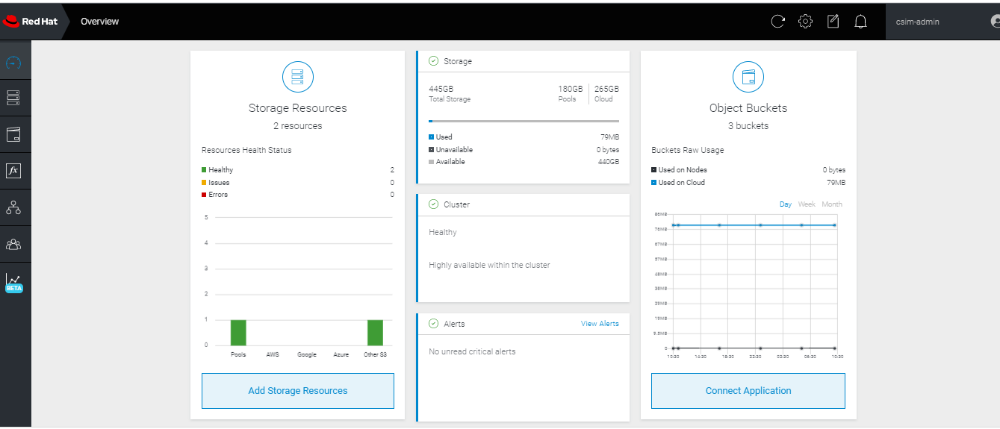 Red Hat
Overview
csim-admin
BETA
Storage Resources
2 resources
Resources Health Status
Healthy 2
Issues 0
Errors 0
5
4
3
2
1
0
Pools AWS Google Azure Other S3
Add Storage Resources
Storage
445GB 180GB 265GB
Total Storage Pools Cloud
Used 79MB
Unavailable 0 bytes
Available 440GB
Cluster
Healthy
Highly available within the cluster
Alerts View Alerts
No unread critical alerts
Object Buckets
3 buckets
Buckets Raw Usage
Used on Nodes 0 bytes
Used on Cloud 79MB
Day Week Month
86MB
76MB
67MB
57MB
48MB
38MB
29MB
19MB
9.5MB
0
10:30 14:30 18:30 22:30 02:30 06:30 10:30
Connect Application